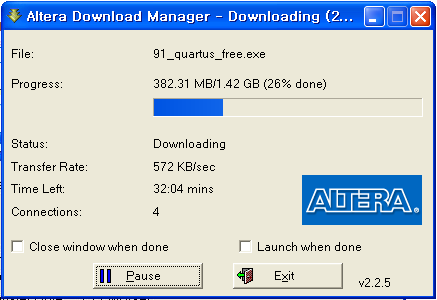 Altera Download Manager - Downloading (2...
File: 91_quartus_free.exe
Progress: 382.31 MB/1.42 GB (26% done)
Status: Downloading
Transfer Rate: 572 KB/sec
Time Left: 32:04 mins
Connections: 4
ALTERA.
Close window when done Launch when done
Pause Exit v2.2.5